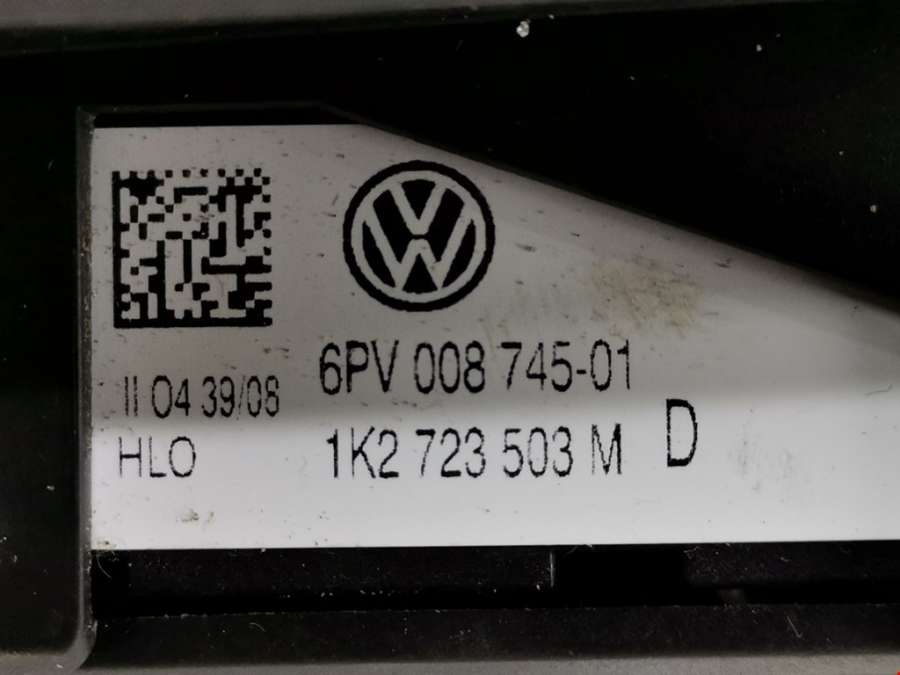 6PV 008 745-01
II 04 39/08
1K2 723 503 M D
HLO